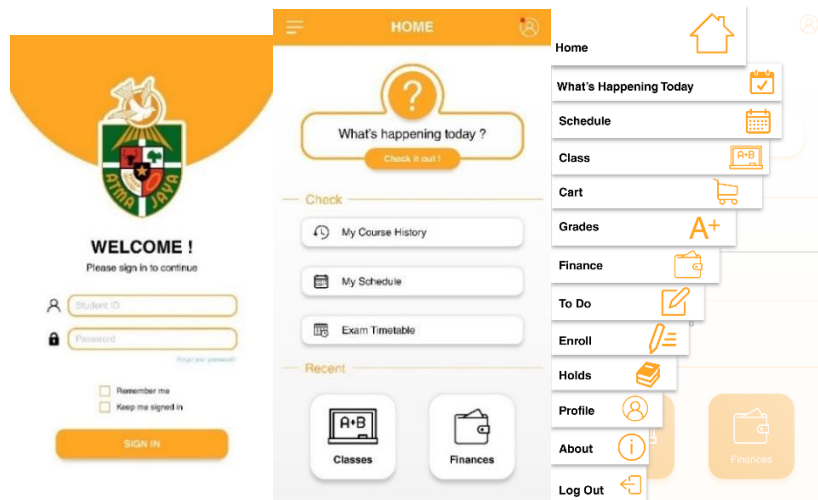 ATMA JAYA
WELCOME !
Please sign in to continue
Student ID
Password
Forgot your password?
Remember me
Keep me signed in
SIGN IN
HOME
?
What's happening today ?
Check it out !
Check
My Course History
My Schedule
Exam Timetable
Recent
A+B
Classes
Finances
Home
What's Happening Today
Schedule
Class
A+B
Cart
Grades
A+
Finance
To Do
Enroll
Holds
Profile
About
i
Log Out
Finances